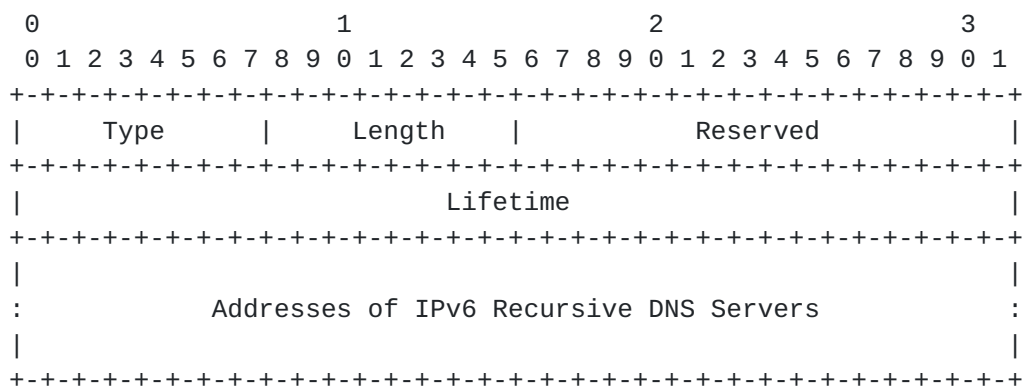 0                   1                   2                   3
 0 1 2 3 4 5 6 7 8 9 0 1 2 3 4 5 6 7 8 9 0 1 2 3 4 5 6 7 8 9 0 1
+-+-+-+-+-+-+-+-+-+-+-+-+-+-+-+-+-+-+-+-+-+-+-+-+-+-+-+-+-+-+-+-+
|     Type      |     Length    |           Reserved            |
+-+-+-+-+-+-+-+-+-+-+-+-+-+-+-+-+-+-+-+-+-+-+-+-+-+-+-+-+-+-+-+-+
|                           Lifetime                            |
+-+-+-+-+-+-+-+-+-+-+-+-+-+-+-+-+-+-+-+-+-+-+-+-+-+-+-+-+-+-+-+-+
|                                                               |
:            Addresses of IPv6 Recursive DNS Servers            :
|                                                               |
+-+-+-+-+-+-+-+-+-+-+-+-+-+-+-+-+-+-+-+-+-+-+-+-+-+-+-+-+-+-+-+-+